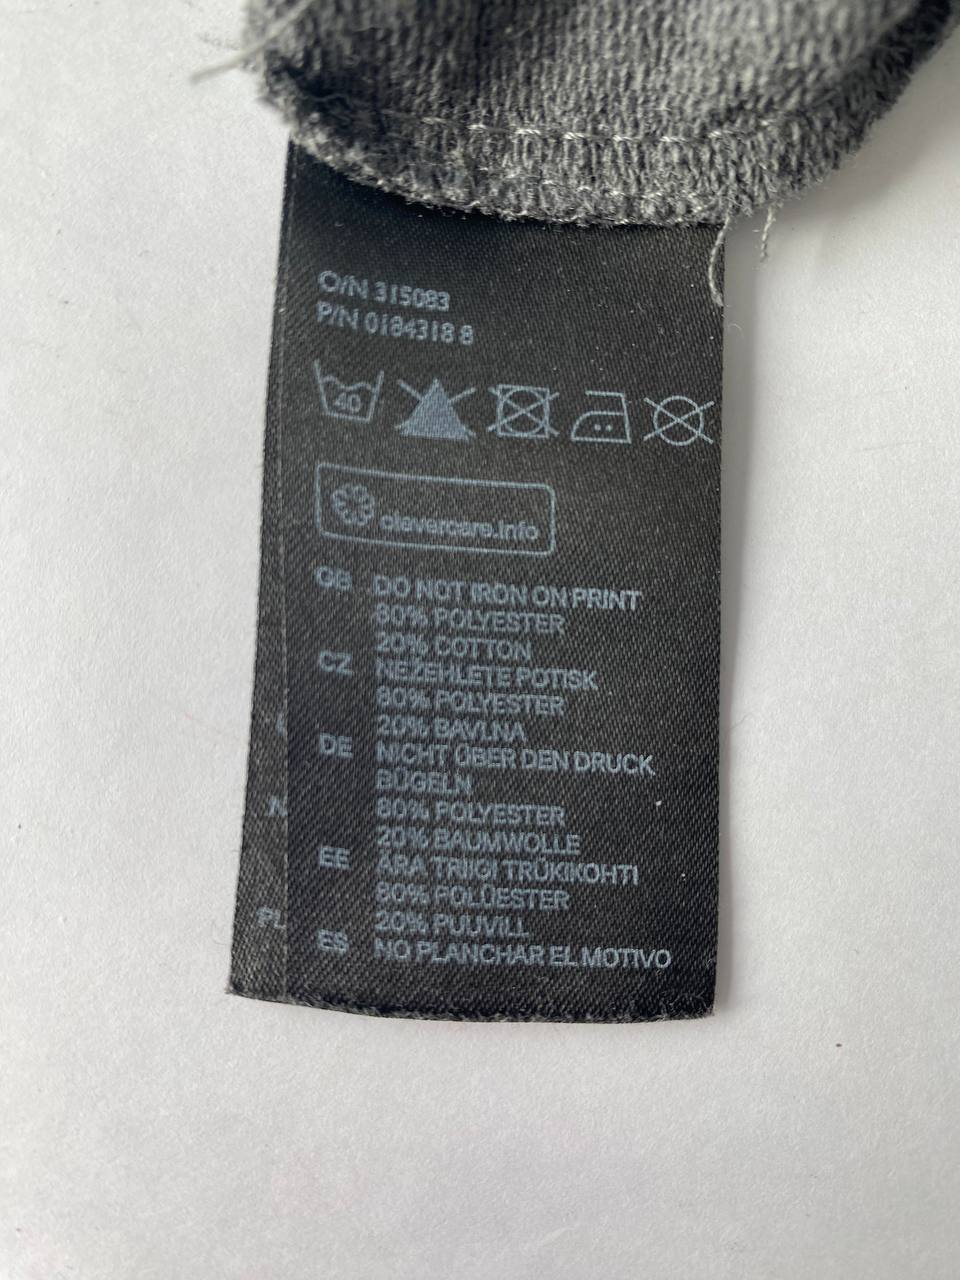 O/N 315083
P/N 0184318 8
40
clevercare.info
GB DO NOT IRON ON PRINT
80% POLYESTER
20% COTTON
CZ NEŽEHLETE POTISK
80% POLYESTER
20% BAVLNA
DE NICHT ÜBER DEN DRUCK
BÜGELN
80% POLYESTER
20% BAUMWOLLE
EE ÄRA TRIIGI TRÜKIKOHTI
80% POLÜESTER
20% PUUVILL
ES NO PLANCHAR EL MOTIVO
PL